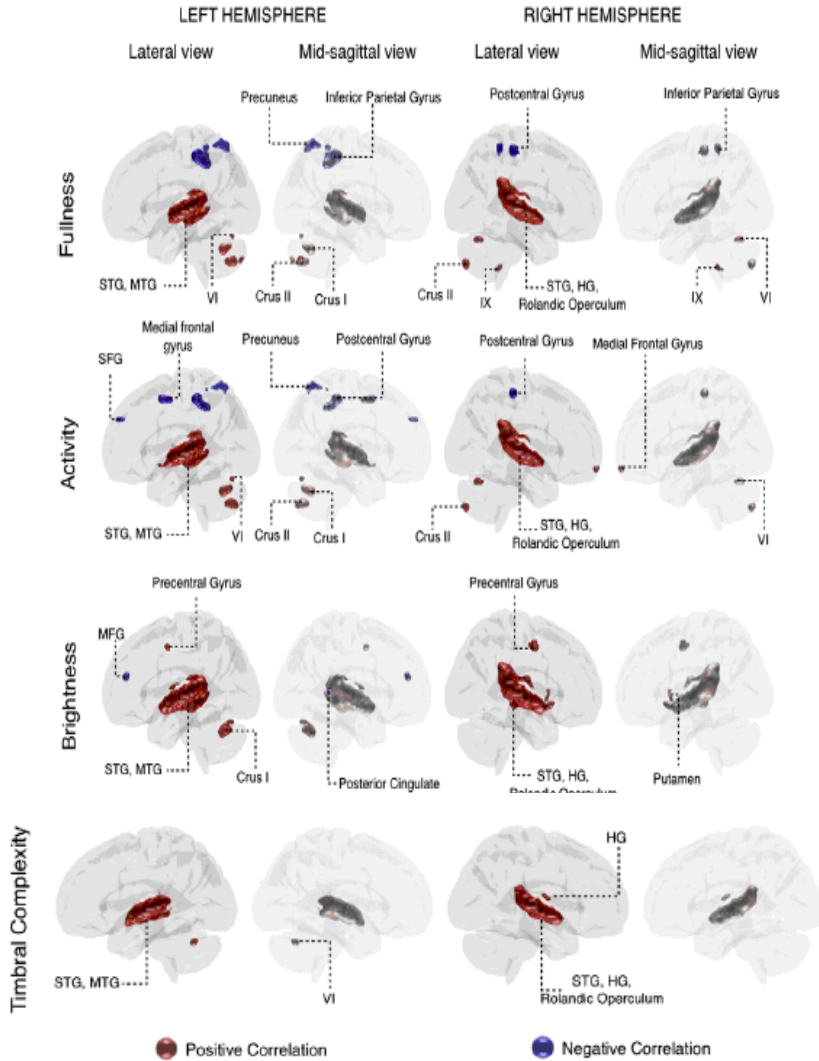 LEFT HEMISPHERE
RIGHT HEMISPHERE
Lateral view
Mid-sagittal view
Lateral view
Mid-sagittal view
Fullness
Precuneus
Inferior Parietal Gyrus
Postcentral Gyrus
Inferior Parietal Gyrus
STG, MTG
VI
Crus II
Crus I
Crus II
IX
STG, HG,
Rolandic Operculum
IX
VI
Activity
SFG
Medial frontal
gyrus
Precuneus
Postcentral Gyrus
Postcentral Gyrus
Medial Frontal Gyrus
STG, MTG
VI
Crus II
Crus I
Crus II
STG, HG,
Rolandic Operculum
VI
Brightness
MFG
Precentral Gyrus
Precentral Gyrus
STG, MTG
Crus I
Posterior Cingulate
STG, HG,
Rolandic Operculum
Putamen
Timbral Complexity
HG
STG, MTG
VI
STG, HG,
Rolandic Operculum
Positive Correlation
Negative Correlation